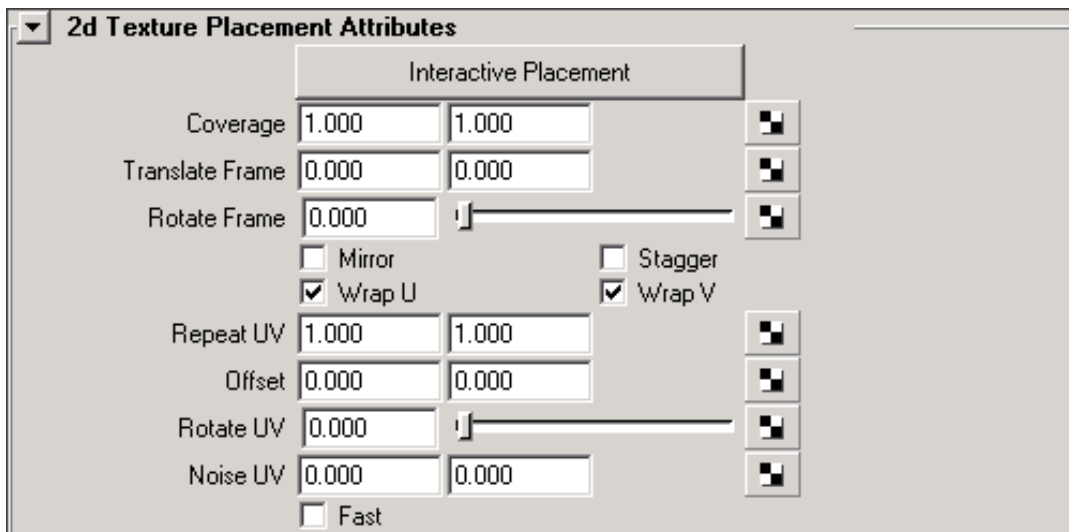 2d Texture Placement Attributes
Interactive Placement
Coverage 1.000 1.000
Translate Frame 0.000 0.000
Rotate Frame 0.000
Mirror Stagger
Wrap U Wrap V
Repeat UV 1.000 1.000
Offset 0.000 0.000
Rotate UV 0.000
Noise UV 0.000 0.000
Fast